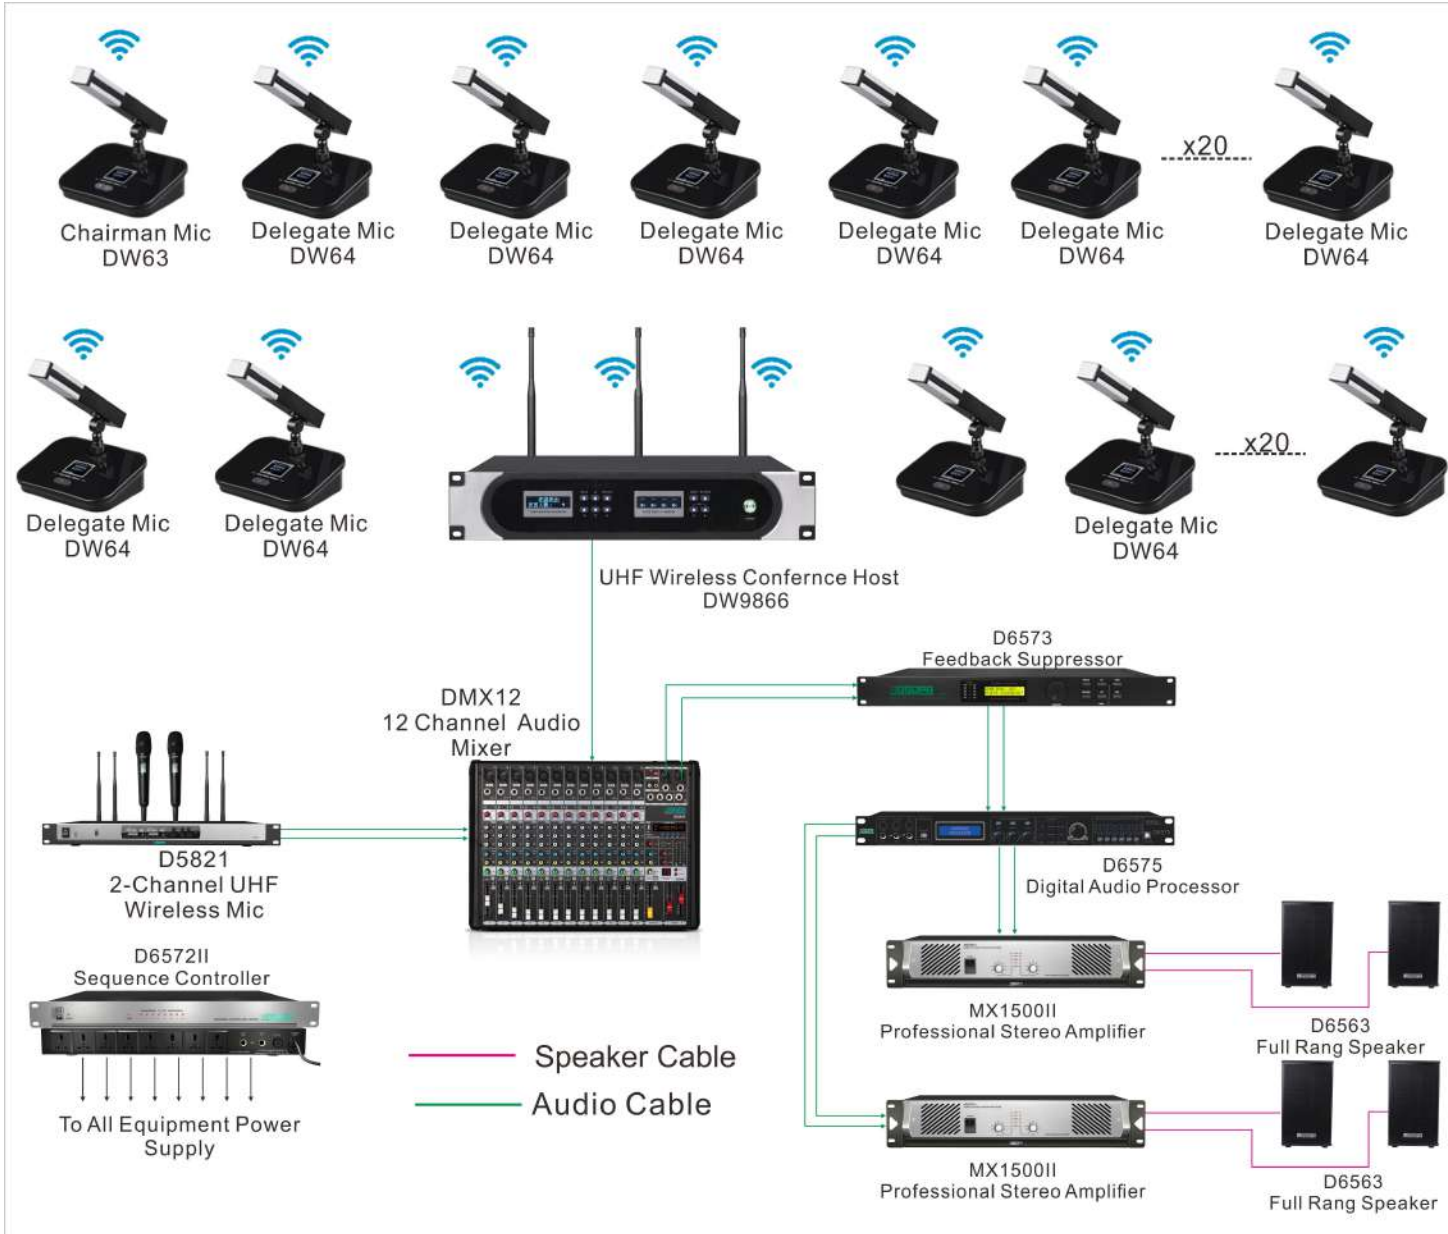 x20
Chairman Mic
DW63
Delegate Mic
DW64
Delegate Mic
DW64
Delegate Mic
DW64
Delegate Mic
DW64
Delegate Mic
DW64
Delegate Mic
DW64
x20
Delegate Mic
DW64
Delegate Mic
DW64
Delegate Mic
DW64
UHF Wireless Confernce Host
DW9866
D6573
Feedback Suppressor
DMX12
12 Channel Audio
Mixer
D5821
2-Channel UHF
Wireless Mic
D6575
Digital Audio Processor
D6572II
Sequence Controller
To All Equipment Power
Supply
MX1500II
Professional Stereo Amplifier
D6563
Full Rang Speaker
Speaker Cable
Audio Cable
MX1500II
Professional Stereo Amplifier
D6563
Full Rang Speaker